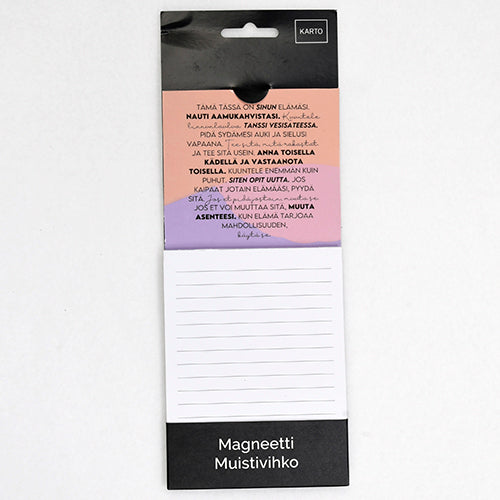 KARTO
TÄMÄ TÄSSÄ ON SINUN ELÄMÄSI.
NAUTI AAMUKAHVISTASI. Kuuntele
linnunlaulua. TANSSI VESISATEESSA.
PIDÄ SYDÄMESI AUKI JA SIELUSI
VAPAANA. Tee sitä mitä rakastat
JA TEE SITÄ USEIN. ANNA TOISELLA
KÄDELLÄ JA VASTAANOTA
TOISELLA. KUUNTELE ENEMMÄN KUIN
PUHUT. SITEN OPIT UUTTA. JOS
KAIPAAT JOTAIN ELÄMÄÄSI, PYYDÄ
SITÄ. Jos et pidä jostain muuta se
JOS ET VOI MUUTTAA SITÄ, MUUTA
ASENTEESI. KUN ELÄMÄ TARJOAA
MAHDOLLISUUDEN,
käytä se.
Magneetti
Muistivihko